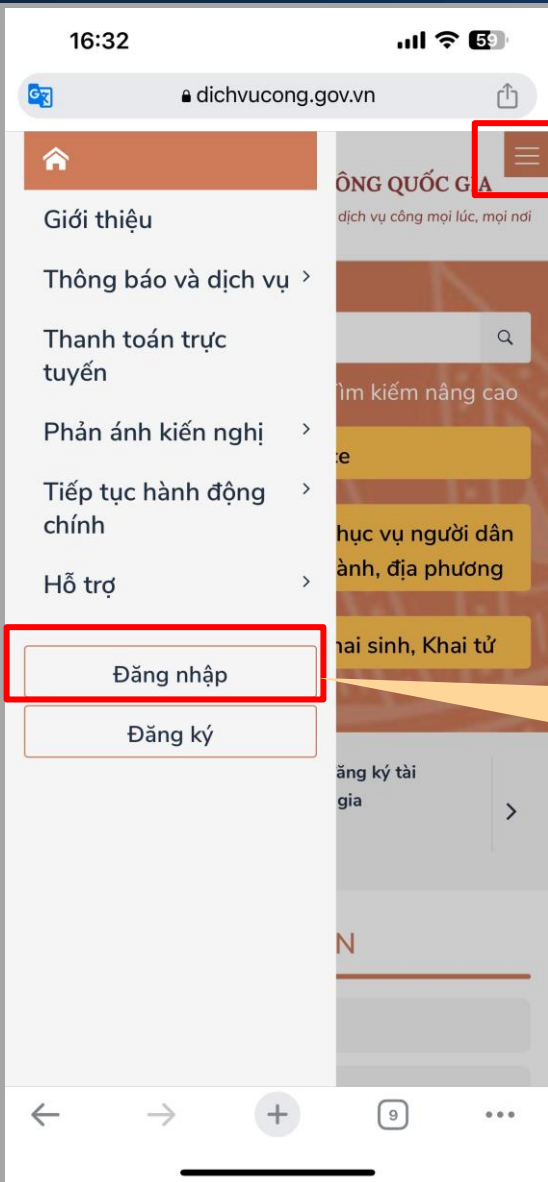 16:32
59
dichvucong.gov.vn
ÔNG QUỐC GIA
dịch vụ công mọi lúc, mọi nơi
Giới thiệu
Thông báo và dịch vụ
Thanh toán trực
tuyến
Phản ánh kiến nghị
Tiếp tục hành động
chính
Hỗ trợ
Đăng nhập
Đăng ký
Tìm kiếm nâng cao
ce
hục vụ người dân
ành, địa phương
hai sinh, Khai tử
ăng ký tài
gia
N
9